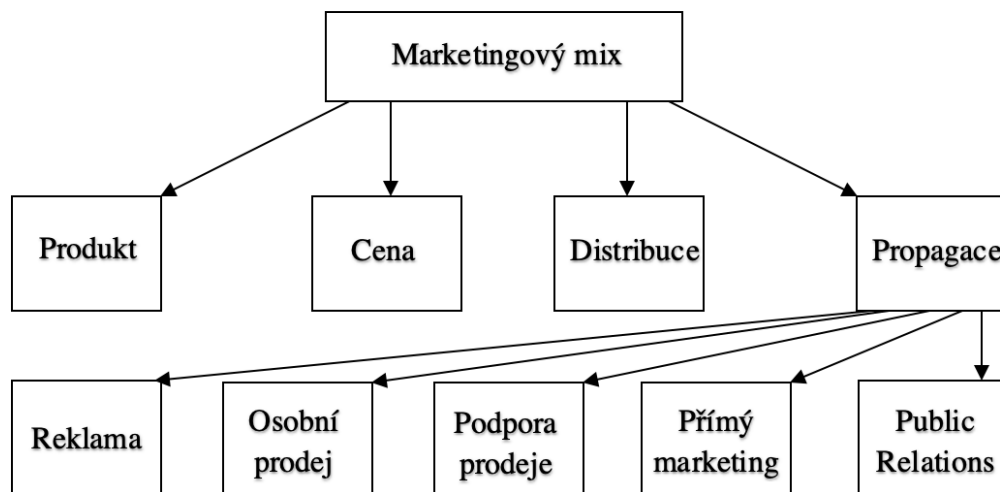 Marketingový mix
Produkt
Cena
Distribuce
Propagace
Reklama
Osobní
prodej
Podpora
prodeje
Přímý
marketing
Public
Relations